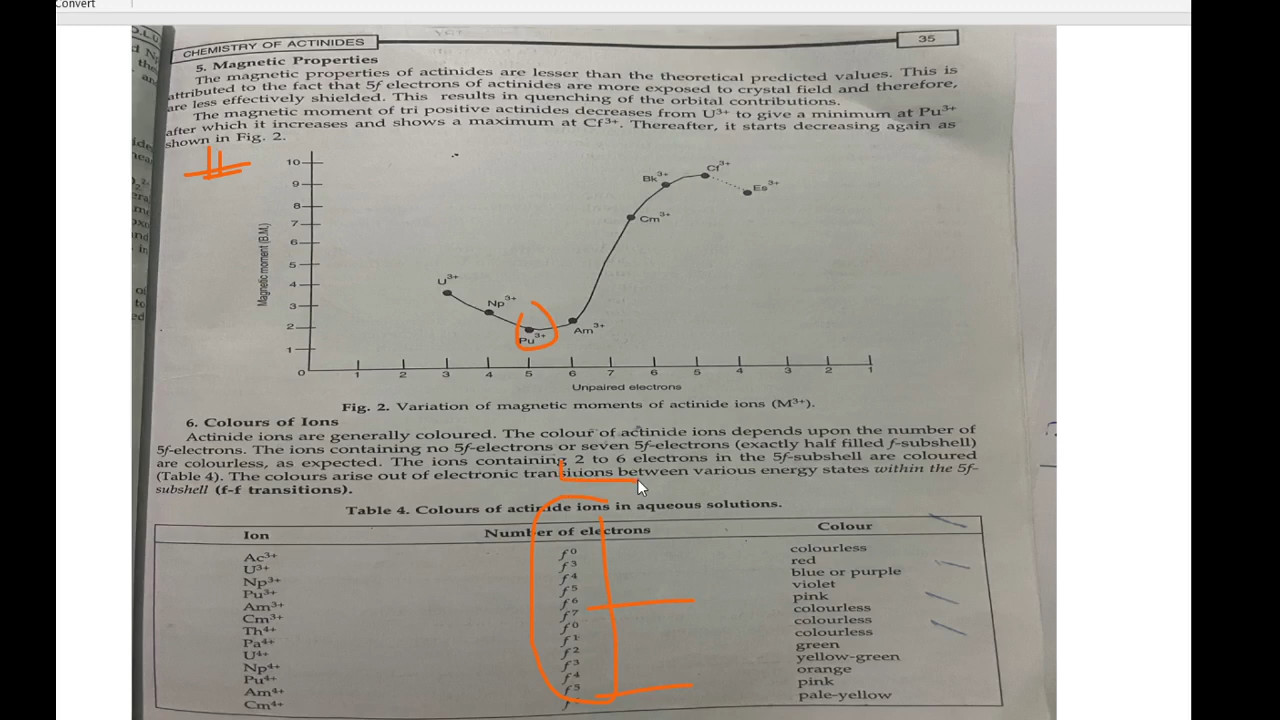 Convert
CHEMISTRY OF ACTINIDES
35
5. Magnetic Properties
The magnetic properties of actinides are lesser than the theoretical predicted values. This is
attributed to the fact that 5f electrons of actinides are more exposed to crystal field and therefore,
are less effectively shielded. This results in quenching of the orbital contributions.
The magnetic moment of tri positive actinides decreases from U³⁺ to give a minimum at Pu³⁺
after which it increases and shows a maximum at Cf³⁺. Thereafter, it starts decreasing again as
shown in Fig. 2.
10
9
8
7
6
5
4
3
2
1
0
Magnetic moment (B.M.)
U³⁺
Np³⁺
Pu³⁺
Am³⁺
Cm³⁺
Bk³⁺
Cf³⁺
Es³⁺
1 2 3 4 5 6 7 6 5 4 3 2 1
Unpaired electrons
Fig. 2. Variation of magnetic moments of actinide ions (M³⁺).
6. Colours of Ions
Actinide ions are generally coloured. The colour of actinide ions depends upon the number of
5f-electrons. The ions containing no 5f-electrons or seven 5f-electrons (exactly half filled f-subshell)
are colourless, as expected. The ions containing 2 to 6 electrons in the 5f-subshell are coloured
(Table 4). The colours arise out of electronic transitions between various energy states within the 5f-
subshell (f-f transitions).
Table 4. Colours of actinide ions in aqueous solutions.
Ion Number of electrons Colour
Ac³⁺ f⁰ colourless
U³⁺ f³ red
Np³⁺ f⁴ blue or purple
Pu³⁺ f⁵ violet
Am³⁺ f⁶ pink
Cm³⁺ f⁷ colourless
Th⁴⁺ f⁰ colourless
Pa⁴⁺ f¹ colourless
U⁴⁺ f² green
Np⁴⁺ f³ yellow-green
Pu⁴⁺ f⁴ orange
Am⁴⁺ f⁵ pink
Cm⁴⁺ pale-yellow